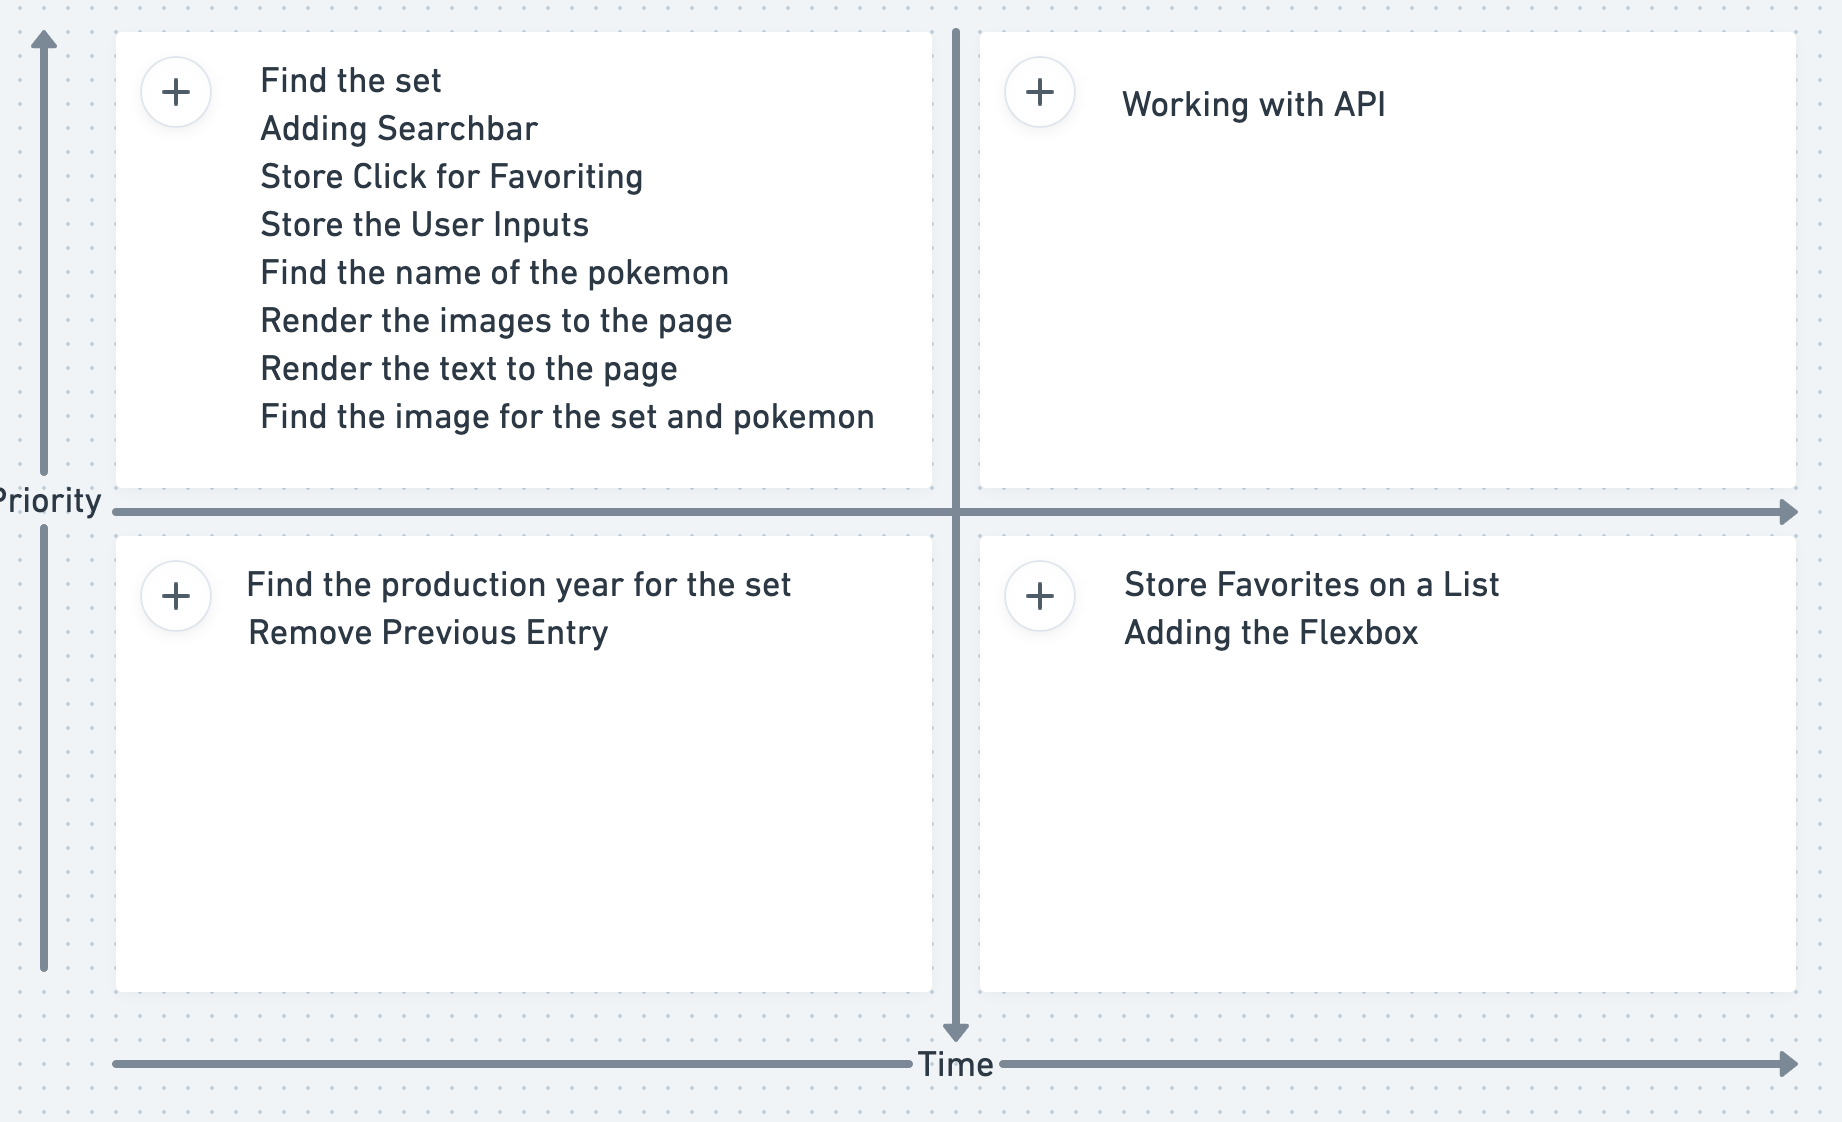 Find the set
Adding Searchbar
Store Click for Favoriting
Store the User Inputs
Find the name of the pokemon
Render the images to the page
Render the text to the page
Find the image for the set and pokemon
Working with API
Priority
Find the production year for the set
Remove Previous Entry
Store Favorites on a List
Adding the Flexbox
Time